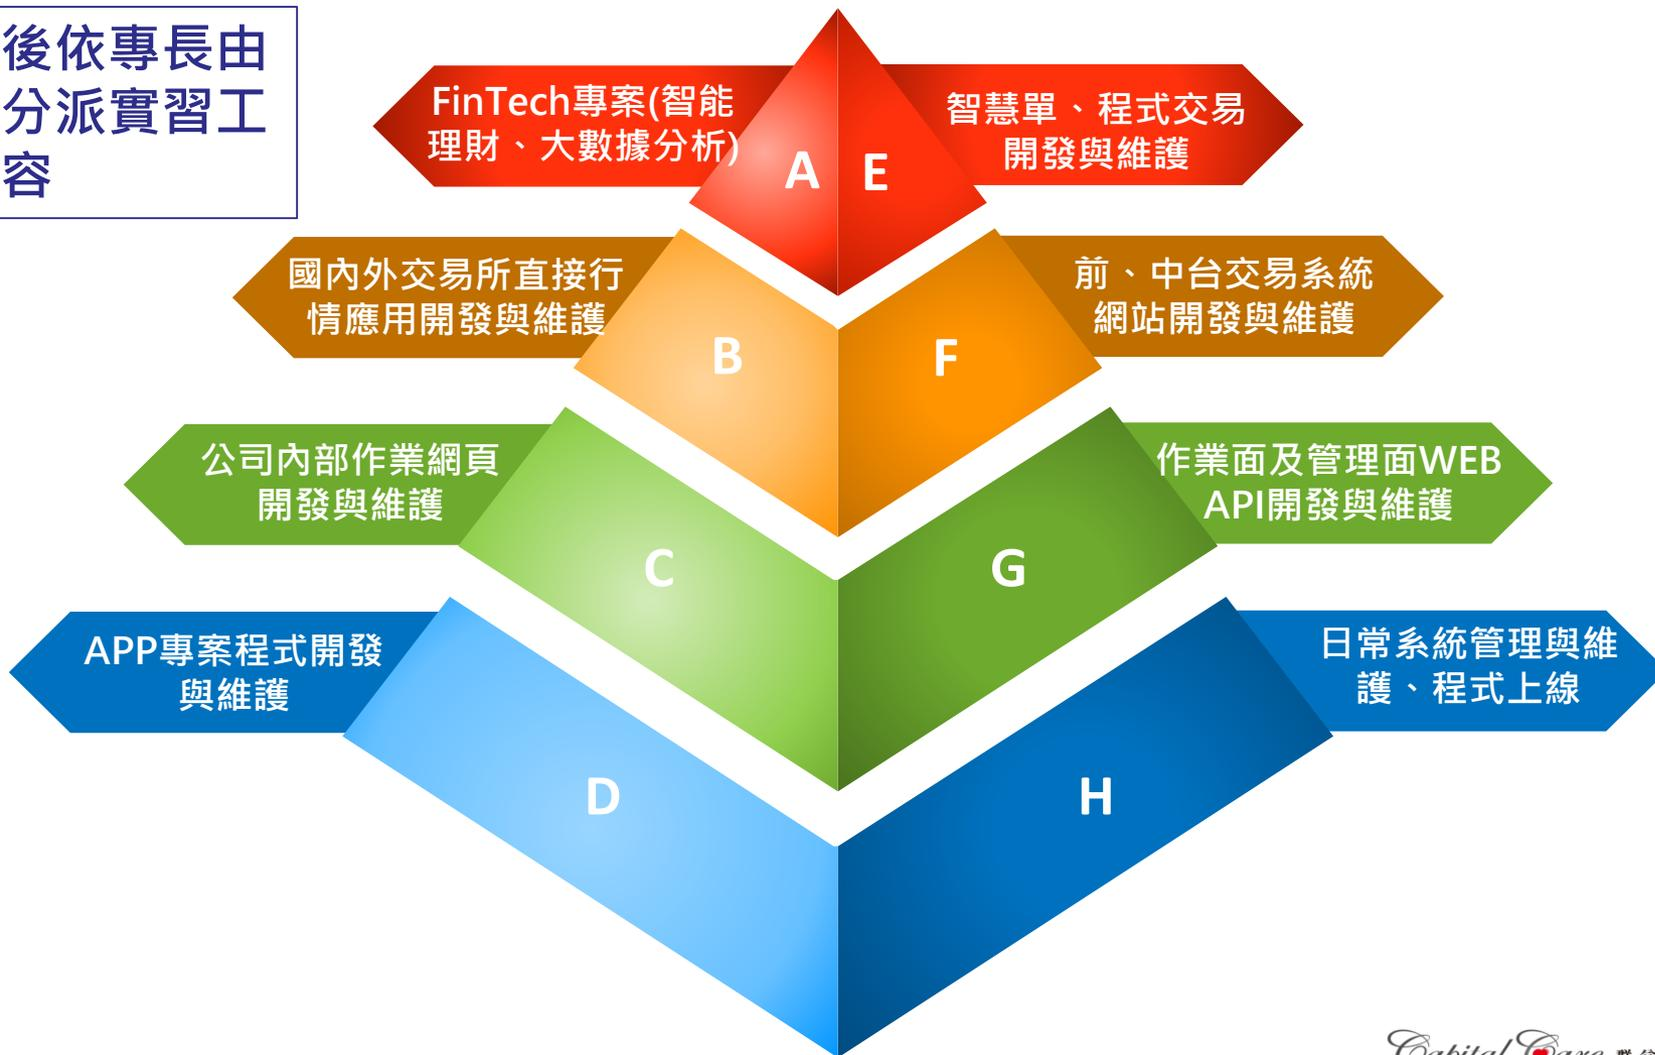 後依專長由
分派實習工
容
FinTech專案(智能
理財、大數據分析)
A
E
智慧單、程式交易
開發與維護
國內外交易所直接行
情應用開發與維護
B
F
前、中台交易系統
網站開發與維護
公司內部作業網頁
開發與維護
C
G
作業面及管理面WEB
API開發與維護
APP專案程式開發
與維護
D
H
日常系統管理與維
護、程式上線
Capital Care